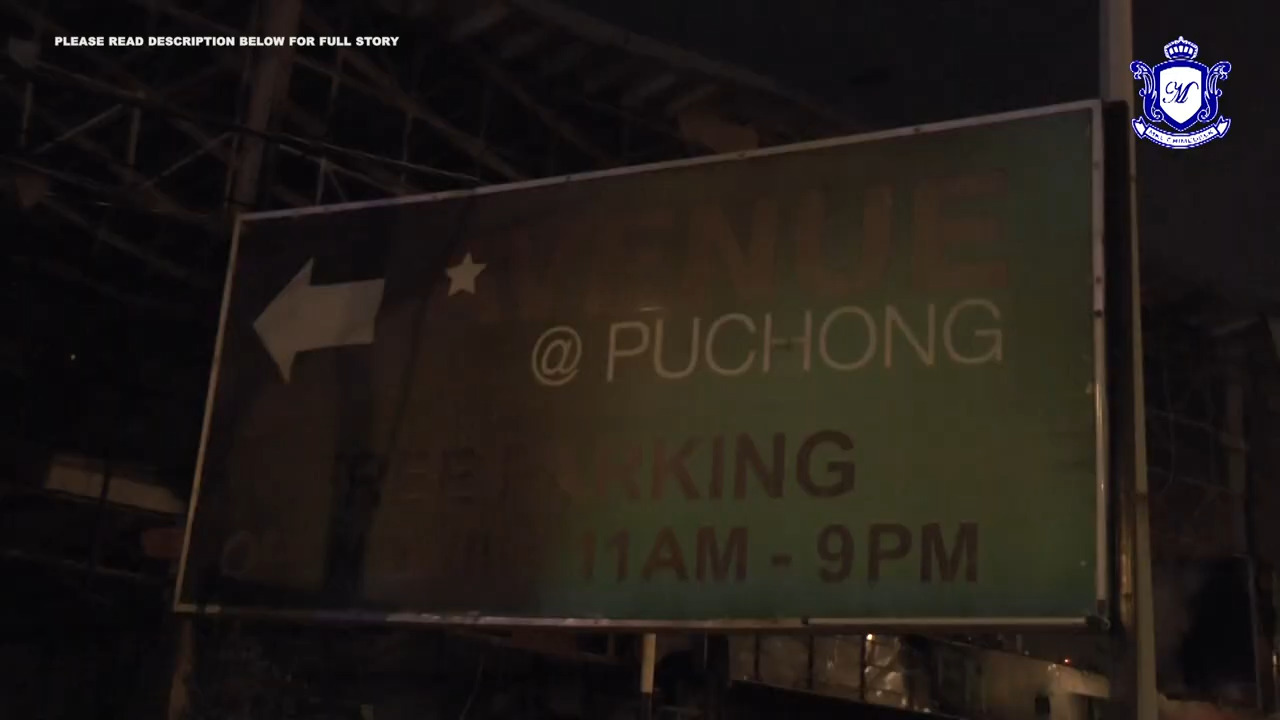 PLEASE READ DESCRIPTION BELOW FOR FULL STORY
M
AVENUE
@ PUCHONG
FREE PARKING
11AM - 9PM